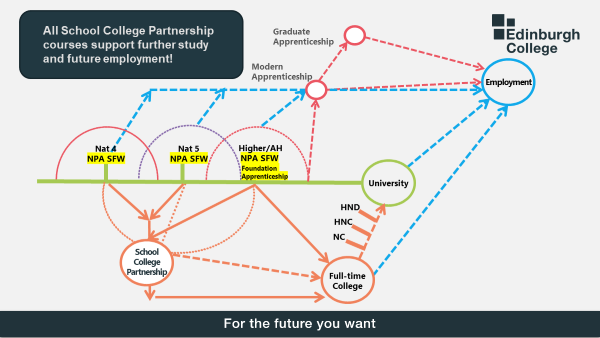 All School College Partnership
courses support further study
and future employment!
Graduate
Apprenticeship
Edinburgh
College
Modern
Apprenticeship
Employment
Nat 4
NPA SFW
Nat 5
NPA SFW
Higher/AH
NPA SFW
Foundation
Apprenticeship
University
HND
HNC
NC
School
College
Partnership
Full-time
College
For the future you want